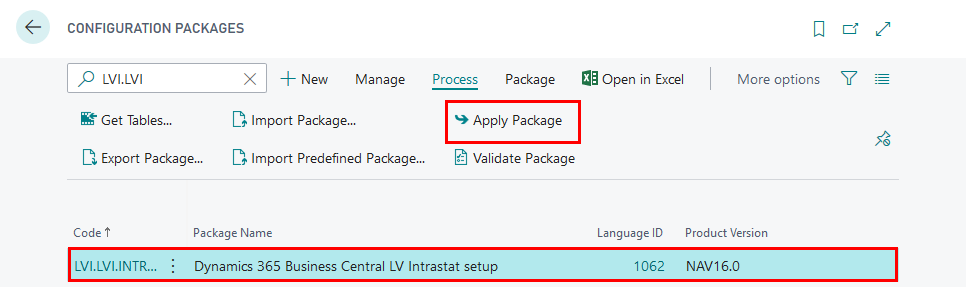 CONFIGURATION PACKAGES
LVI.LVI New Manage Process Package Open in Excel More options
Get Tables... Import Package... Apply Package
Export Package... Import Predefined Package... Validate Package
Code↑ Package Name Language ID Product Version
LVI.LVI.INTR... Dynamics 365 Business Central LV Intrastat setup 1062 NAV16.0